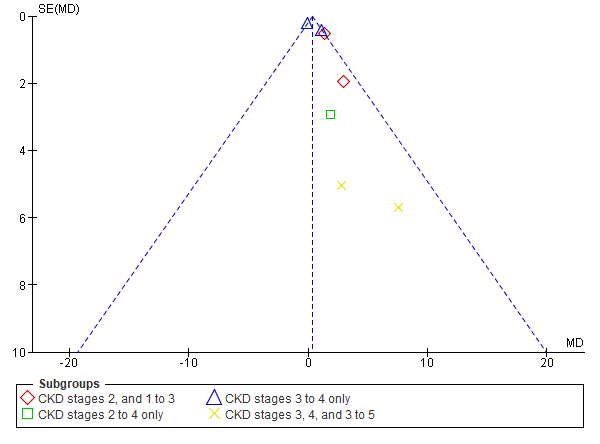 SE(MD)
0
2
4
6
8
10
MD
-20
-10
0
10
20
Subgroups
CKD stages 2, and 1 to 3
CKD stages 3 to 4 only
CKD stages 2 to 4 only
CKD stages 3, 4, and 3 to 5